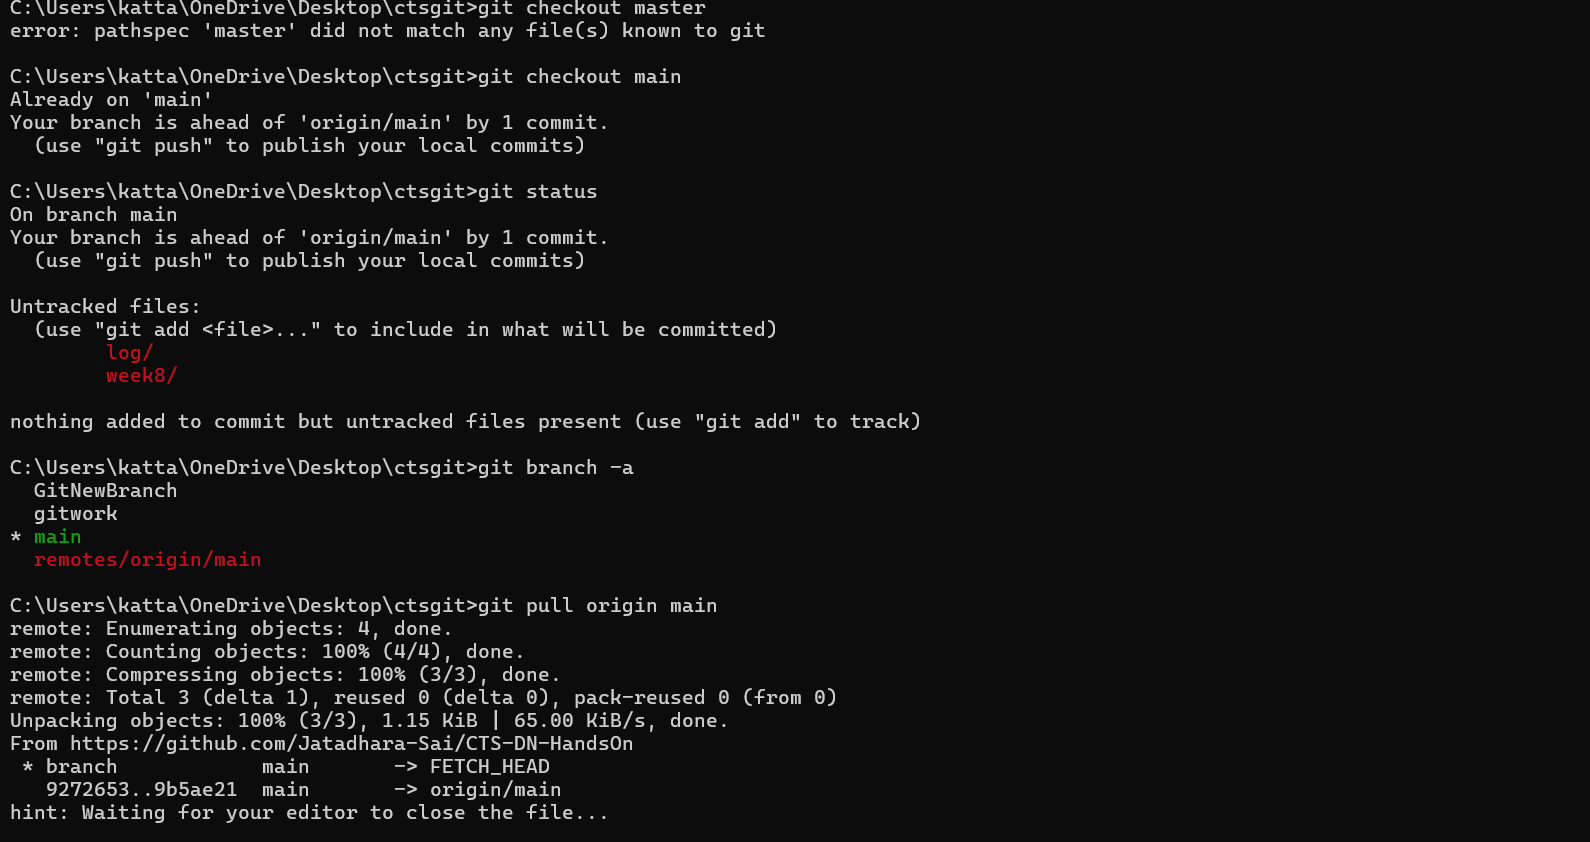 C:\Users\katta\OneDrive\Desktop\ctsgit>git checkout master
error: pathspec 'master' did not match any file(s) known to git
C:\Users\katta\OneDrive\Desktop\ctsgit>git checkout main
Already on 'main'
Your branch is ahead of 'origin/main' by 1 commit.
  (use "git push" to publish your local commits)
C:\Users\katta\OneDrive\Desktop\ctsgit>git status
On branch main
Your branch is ahead of 'origin/main' by 1 commit.
  (use "git push" to publish your local commits)
Untracked files:
  (use "git add <file>..." to include in what will be committed)
        log/
        week8/
nothing added to commit but untracked files present (use "git add" to track)
C:\Users\katta\OneDrive\Desktop\ctsgit>git branch -a
  GitNewBranch
  gitwork
* main
  remotes/origin/main
C:\Users\katta\OneDrive\Desktop\ctsgit>git pull origin main
remote: Enumerating objects: 4, done.
remote: Counting objects: 100% (4/4), done.
remote: Compressing objects: 100% (3/3), done.
remote: Total 3 (delta 1), reused 0 (delta 0), pack-reused 0 (from 0)
Unpacking objects: 100% (3/3), 1.15 KiB | 65.00 KiB/s, done.
From https://github.com/Jatadhara-Sai/CTS-DN-HandsOn
 * branch            main       -> FETCH_HEAD
   9272653..9b5ae21  main       -> origin/main
hint: Waiting for your editor to close the file...